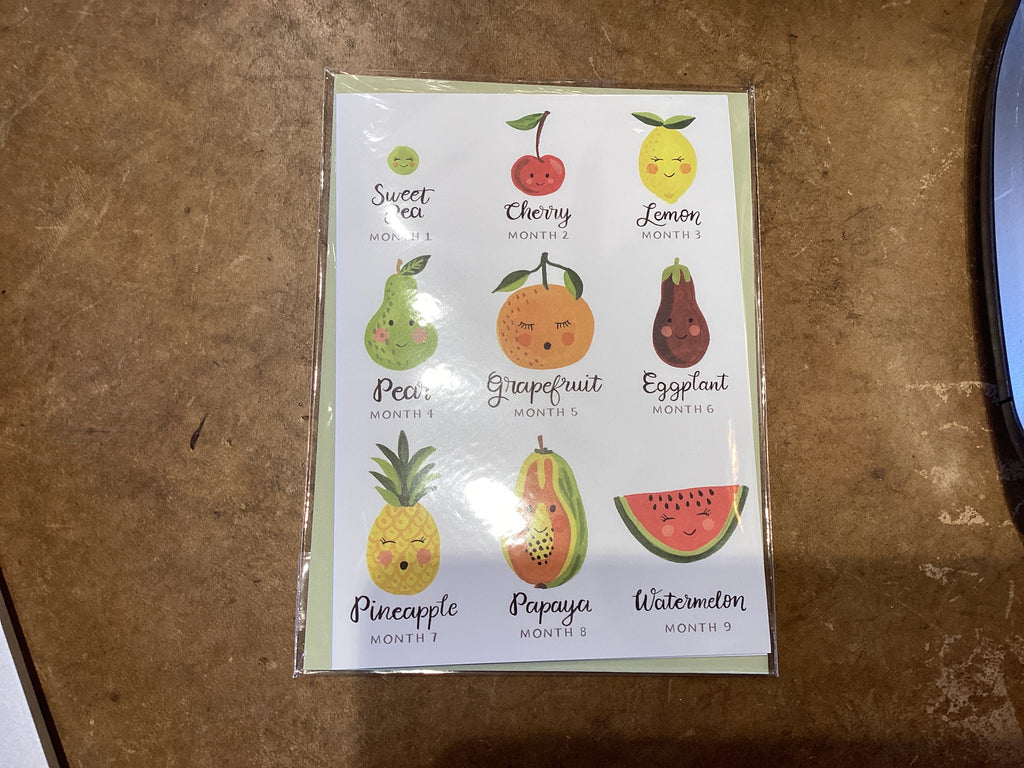 Sweet
Pea
MONTH 1
Cherry
MONTH 2
Lemon
MONTH 3
Pear
MONTH 4
Grapefruit
MONTH 5
Eggplant
MONTH 6
Pineapple
MONTH 7
Papaya
MONTH 8
Watermelon
MONTH 9